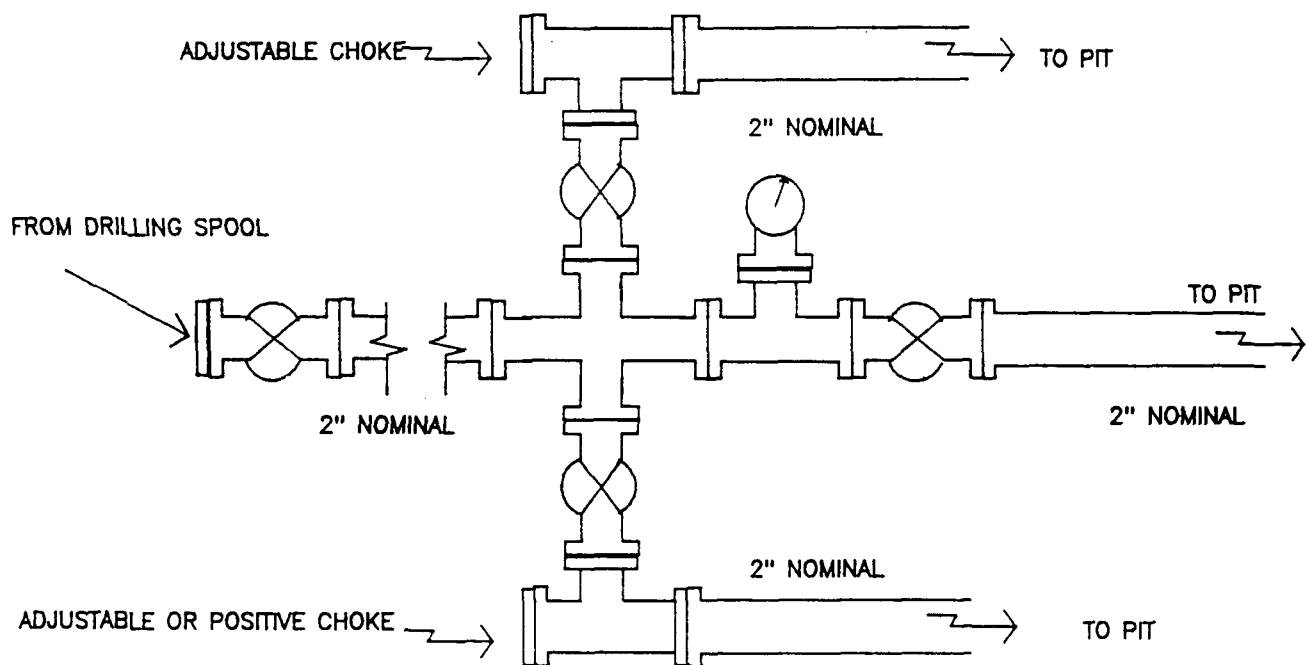 ADJUSTABLE CHOKE
TO PIT
2" NOMINAL
FROM DRILLING SPOOL
TO PIT
2" NOMINAL
2" NOMINAL
2" NOMINAL
ADJUSTABLE OR POSITIVE CHOKE
TO PIT